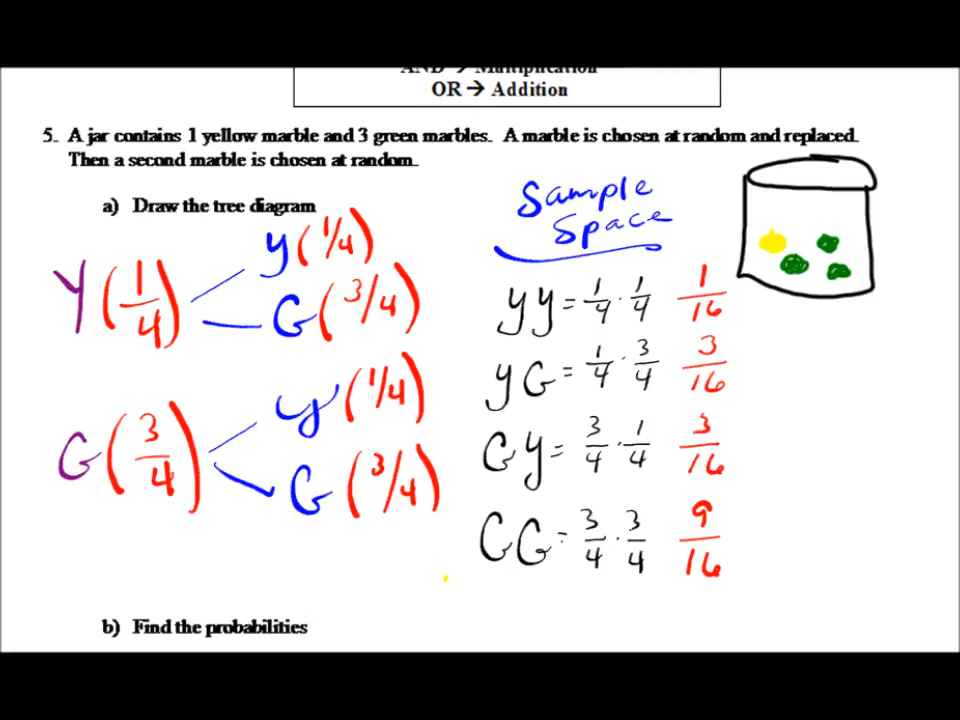 AND → Multiplication
OR → Addition
5. A jar contains 1 yellow marble and 3 green marbles. A marble is chosen at random and replaced.
Then a second marble is chosen at random.
a) Draw the tree diagram
Sample
Space
Y (1/4)
y (1/4)
G (3/4)
G (3/4)
y (1/4)
G (3/4)
yy = 1/4 · 1/4 1/16
yG = 1/4 · 3/4 3/16
Gy = 3/4 · 1/4 3/16
GG = 3/4 · 3/4 9/16
b) Find the probabilities